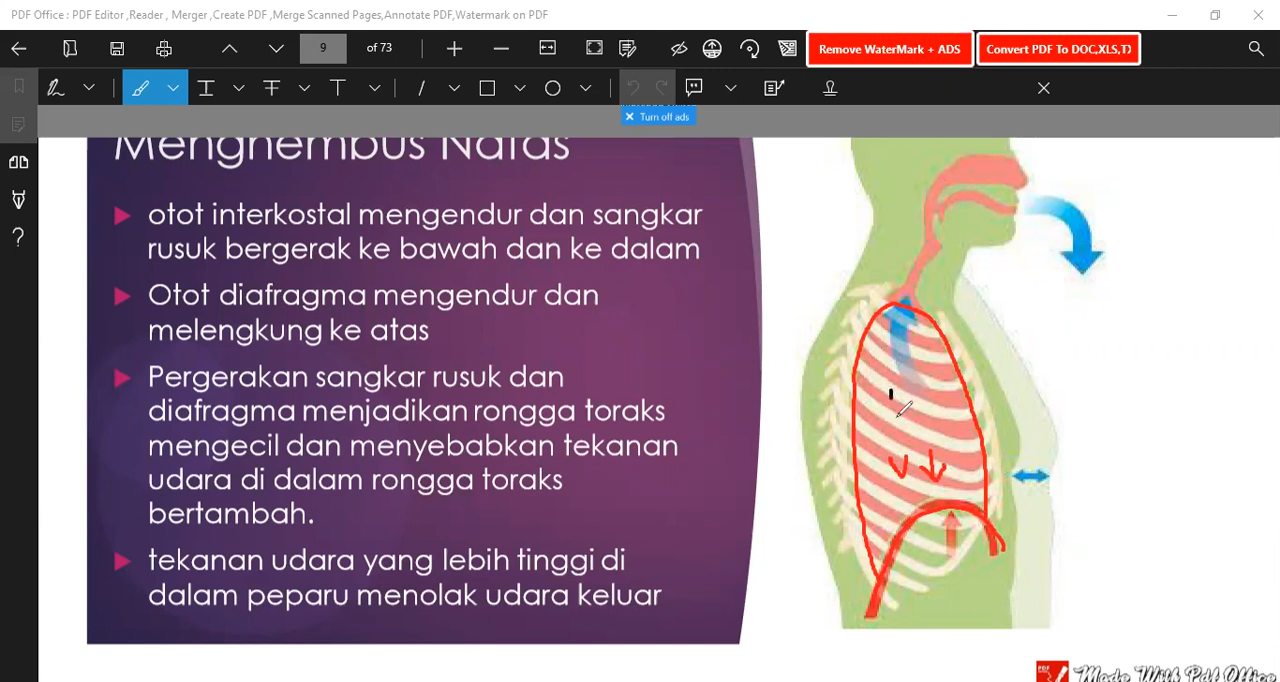 PDF Office : PDF Editor ,Reader , Merger ,Create PDF ,Merge Scanned Pages,Annotate PDF,Watermark on PDF
9 of 73
Remove WaterMark + ADS
Convert PDF To DOC,XLS,T
Turn off ads
Menghembus Nafas
otot interkostal mengendur dan sangkar
rusuk bergerak ke bawah dan ke dalam
Otot diafragma mengendur dan
melengkung ke atas
Pergerakan sangkar rusuk dan
diafragma menjadikan rongga toraks
mengecil dan menyebabkan tekanan
udara di dalam rongga toraks
bertambah.
tekanan udara yang lebih tinggi di
dalam peparu menolak udara keluar
Made With Pdf Office